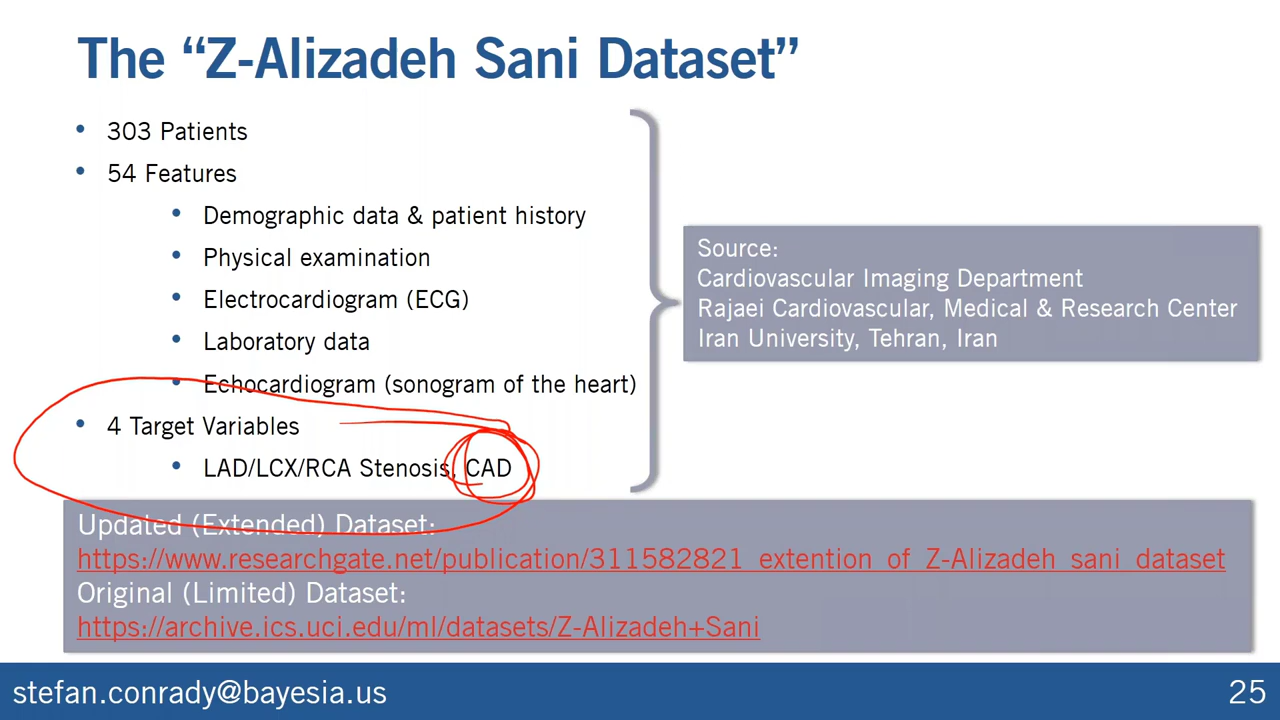 The “Z-Alizadeh Sani Dataset”
• 303 Patients
• 54 Features
• Demographic data & patient history
• Physical examination
• Electrocardiogram (ECG)
• Laboratory data
• Echocardiogram (sonogram of the heart)
• 4 Target Variables
• LAD/LCX/RCA Stenosis, CAD
Source:
Cardiovascular Imaging Department
Rajaei Cardiovascular, Medical & Research Center
Iran University, Tehran, Iran
Updated (Extended) Dataset:
https://www.researchgate.net/publication/311582821_extention_of_Z-Alizadeh_sani_dataset
Original (Limited) Dataset:
https://archive.ics.uci.edu/ml/datasets/Z-Alizadeh+Sani
stefan.conrady@bayesia.us
25